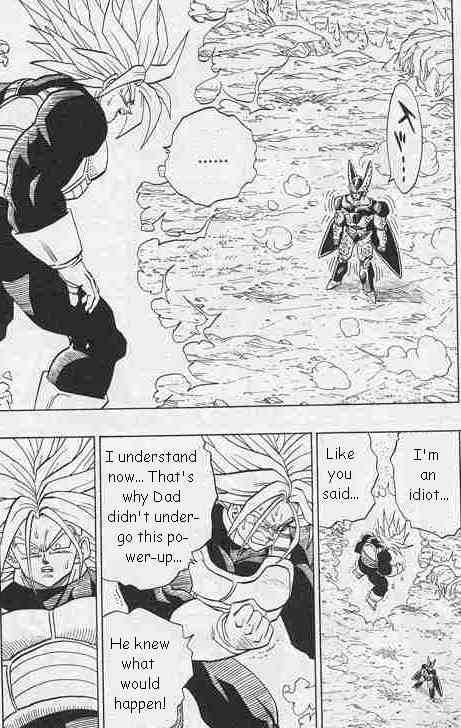 クッ…
......
I'm
an
idiot...
Like
you
said...
I understand
now... That's
why Dad
didn't under-
go this po-
wer-up...
He knew
what
would
happen!